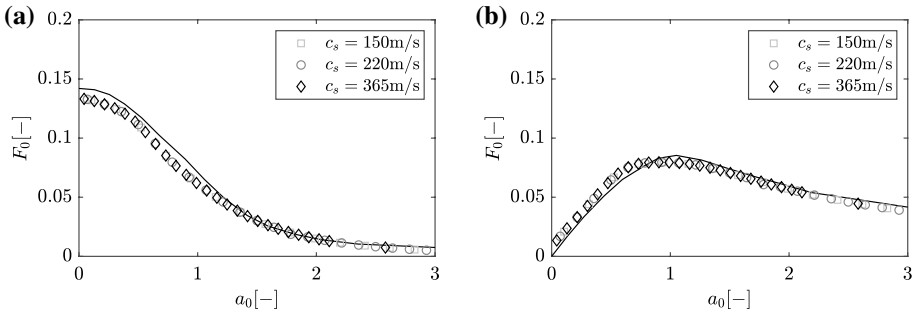 (a)
0.2
0.15
0.1
0.05
0
F₀[−]
0
1
2
3
a₀[−]
cₛ = 150m/s
cₛ = 220m/s
cₛ = 365m/s
(b)
0.2
0.15
0.1
0.05
0
F₀[−]
0
1
2
3
a₀[−]
cₛ = 150m/s
cₛ = 220m/s
cₛ = 365m/s